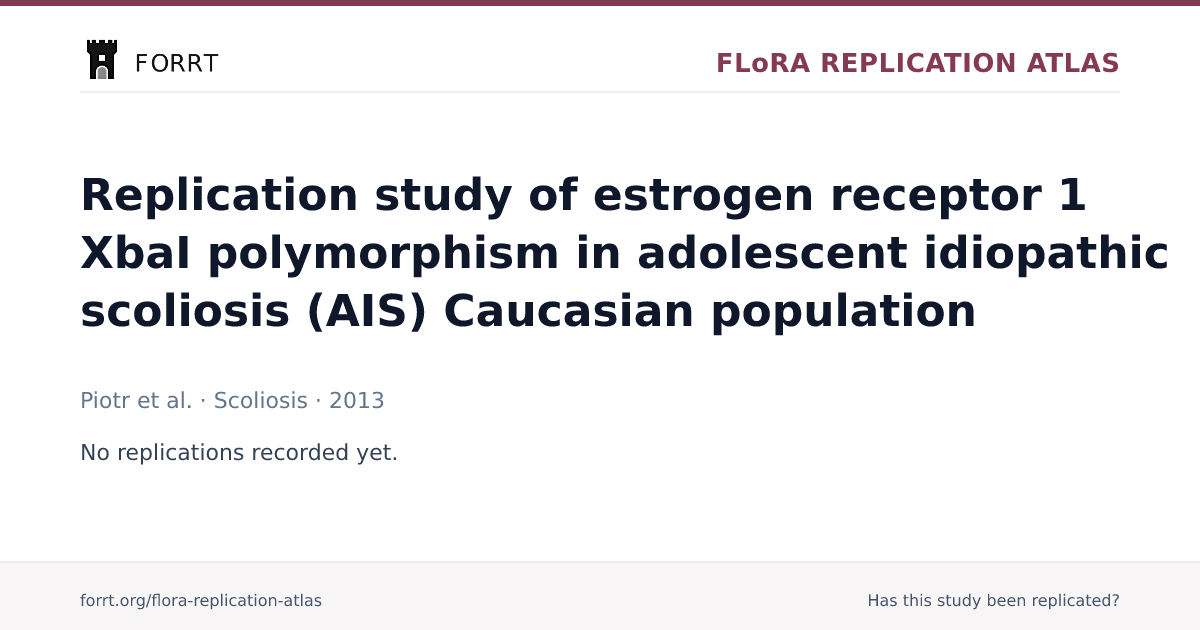 FORRT
FLoRA REPLICATION ATLAS
Replication study of estrogen receptor 1
XbaI polymorphism in adolescent idiopathic
scoliosis (AIS) Caucasian population
Piotr et al. · Scoliosis · 2013
No replications recorded yet.
forrt.org/flora-replication-atlas
Has this study been replicated?